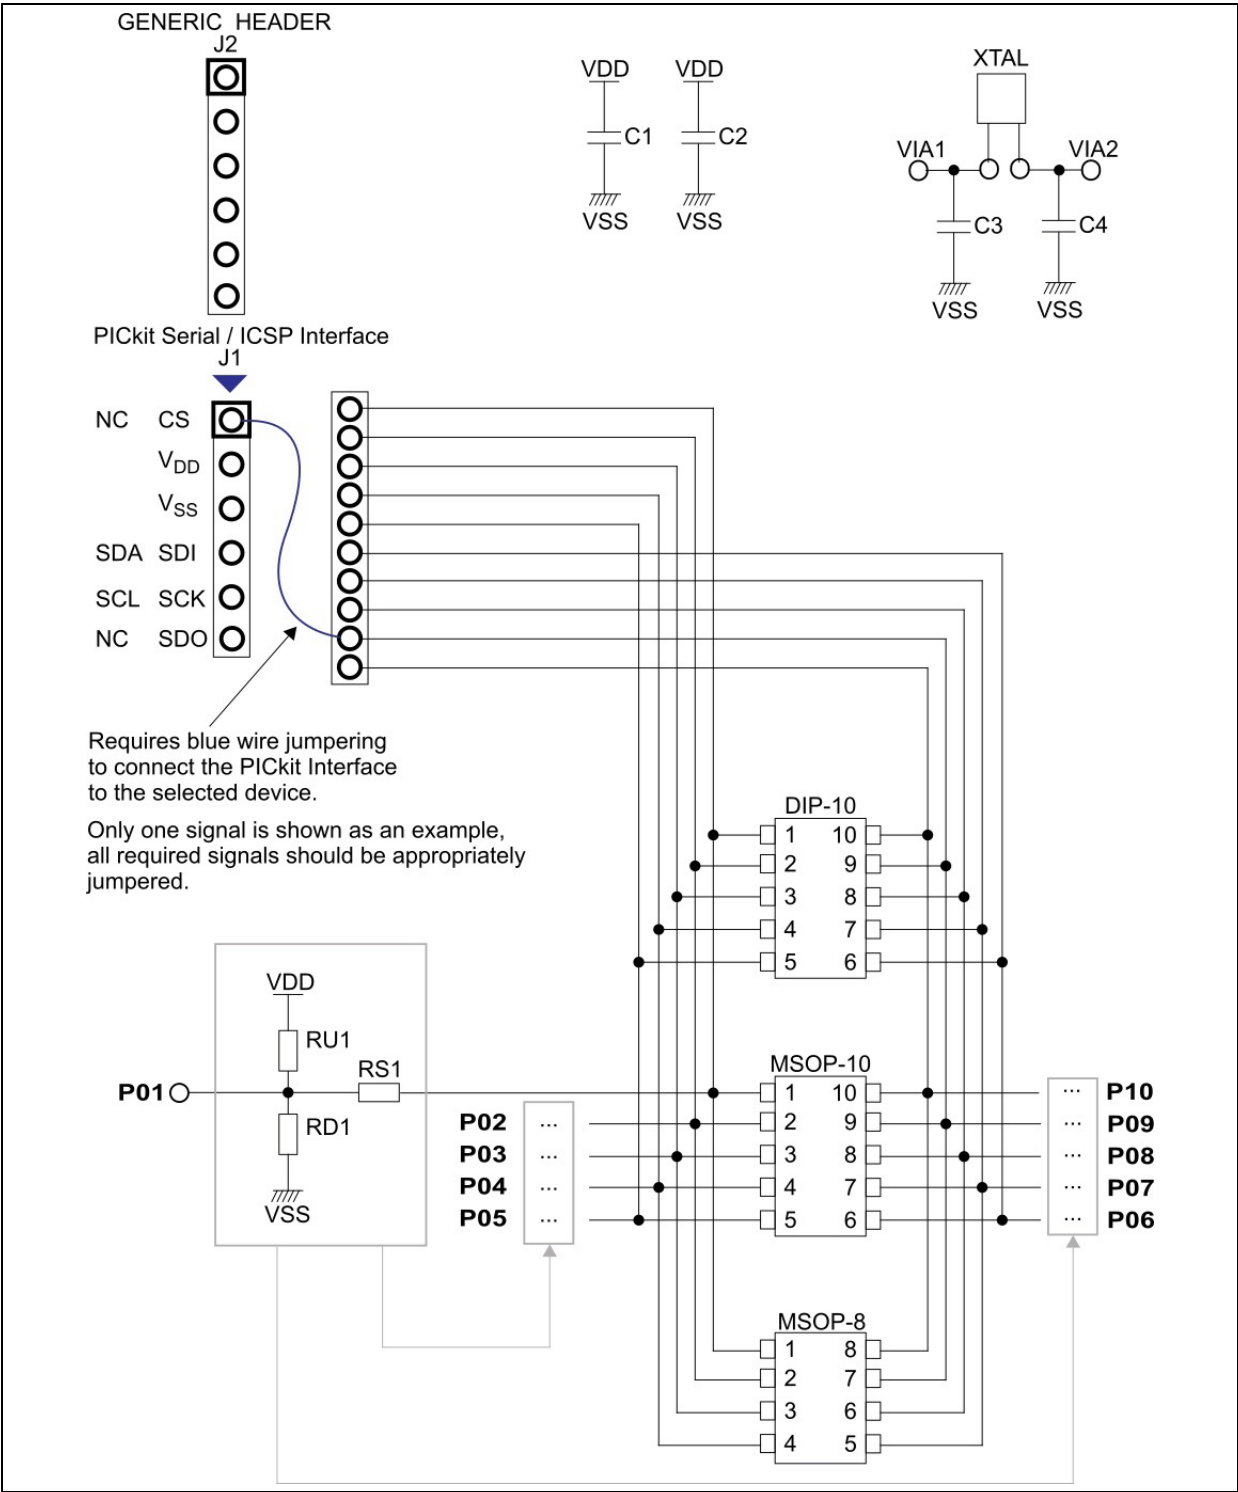 GENERIC HEADER
J2
VDD VDD
C1 C2
VSS VSS
XTAL
VIA1 VIA2
C3 C4
VSS VSS
PICkit Serial / ICSP Interface
J1
NC CS
VDD
VSS
SDA SDI
SCL SCK
NC SDO
Requires blue wire jumpering
to connect the PICkit Interface
to the selected device.
Only one signal is shown as an example,
all required signals should be appropriately
jumpered.
DIP-10
1 10
2 9
3 8
4 7
5 6
VDD
RU1
RS1
P01
RD1
VSS
MSOP-10
1 10 ... P10
P02 ... 2 9 ... P09
P03 ... 3 8 ... P08
P04 ... 4 7 ... P07
P05 ... 5 6 ... P06
MSOP-8
1 8
2 7
3 6
4 5